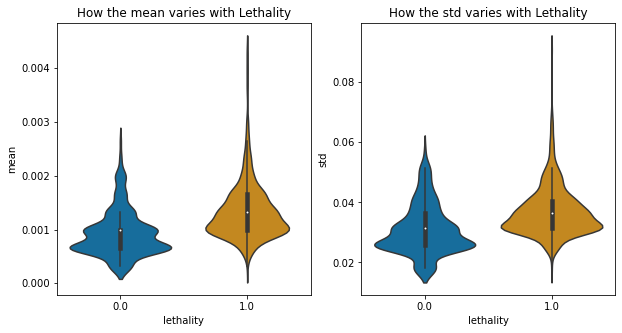 How the mean varies with Lethality
mean
0.004
0.003
0.002
0.001
0.000
0.0
1.0
lethality
How the std varies with Lethality
std
0.08
0.06
0.04
0.02
0.0
1.0
lethality